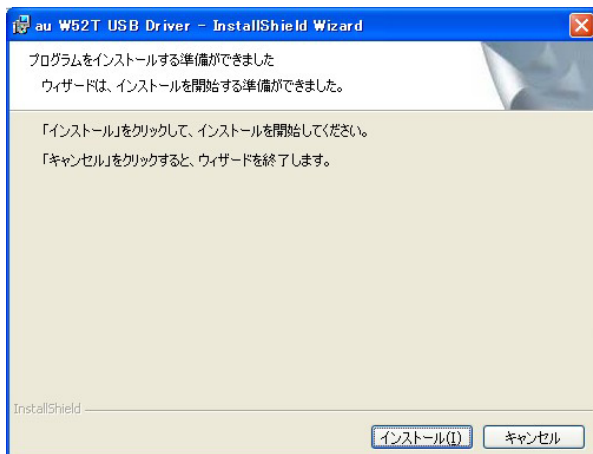 au W52T USB Driver - InstallShield Wizard
プログラムをインストールする準備ができました
ウィザードは、インストールを開始する準備ができました。
「インストール」をクリックして、インストールを開始してください。
「キャンセル」をクリックすると、ウィザードを終了します。
InstallShield
インストール(I)
キャンセル